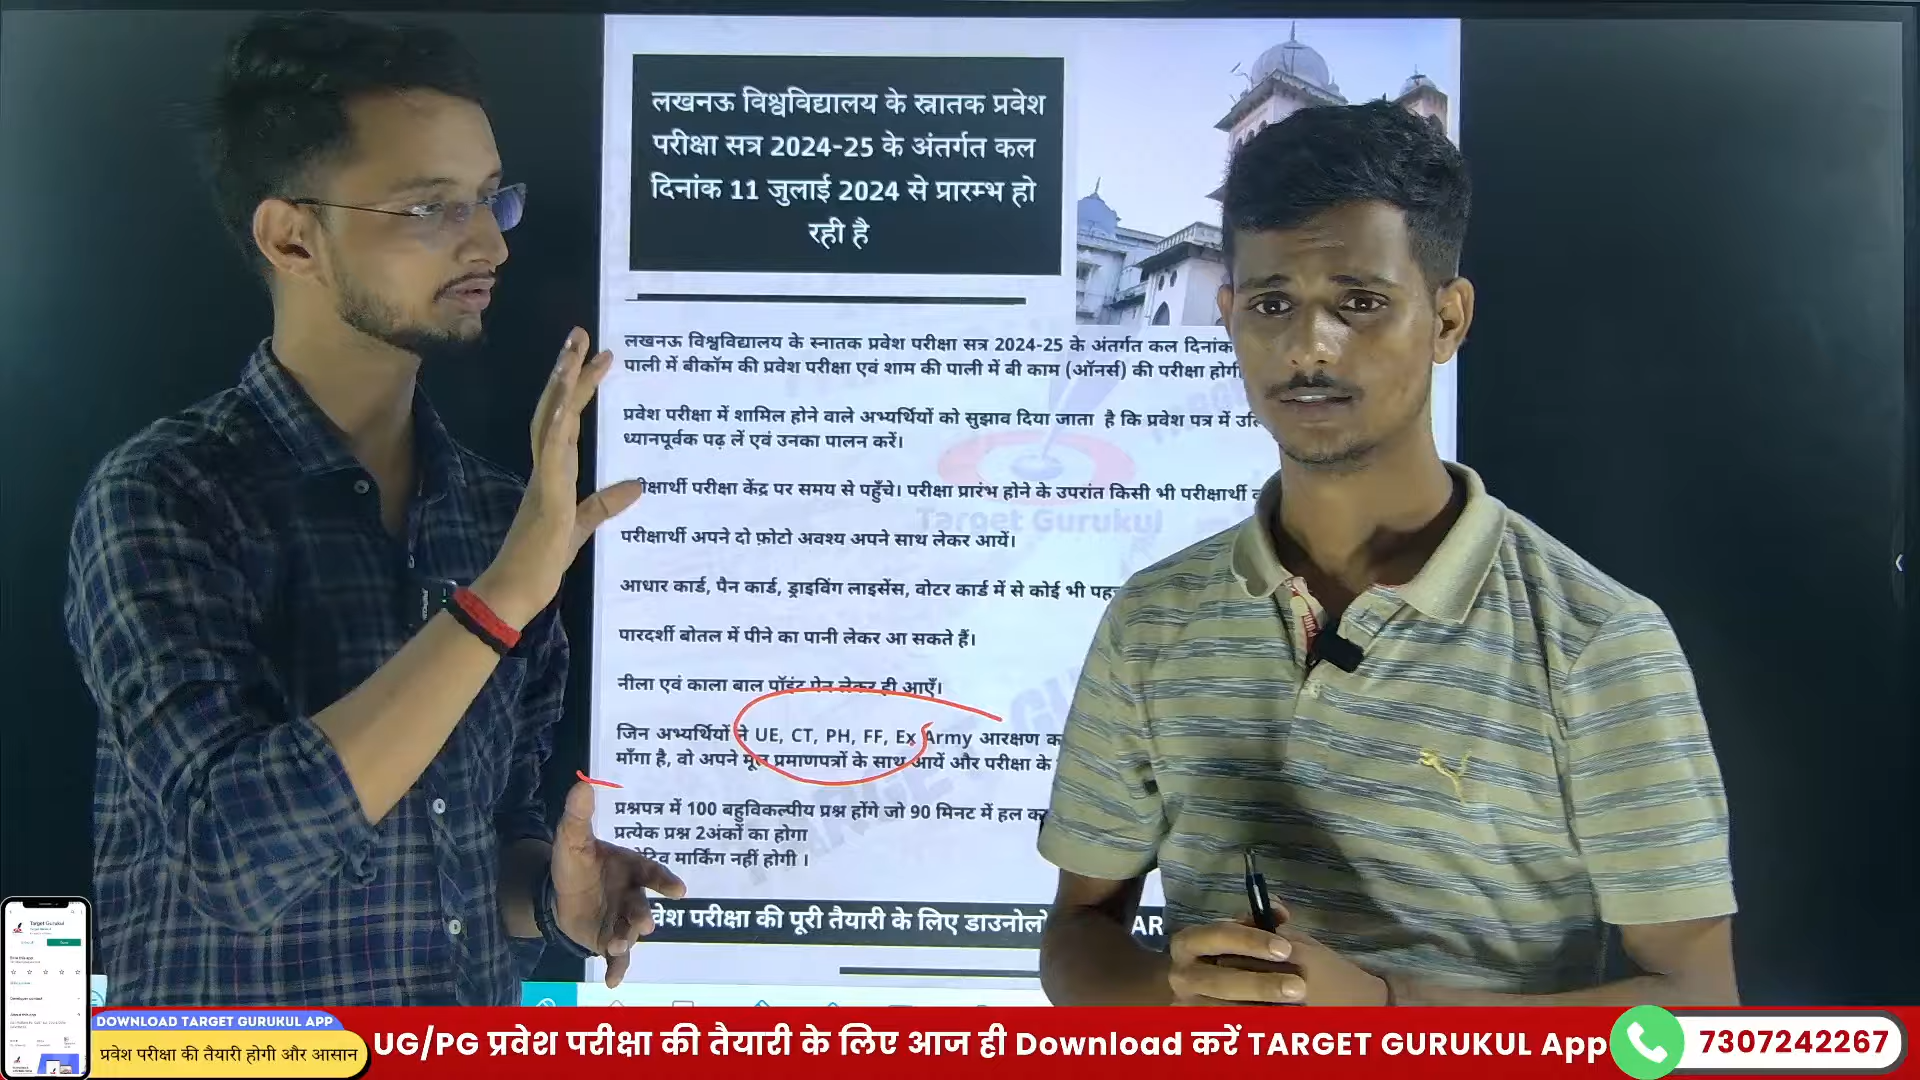 लखनऊ विश्वविद्यालय के स्नातक प्रवेश
परीक्षा सत्र 2024-25 के अंतर्गत कल
दिनांक 11 जुलाई 2024 से प्रारम्भ हो
रही है
लखनऊ विश्वविद्यालय के स्नातक प्रवेश परीक्षा सत्र 2024-25 के अंतर्गत कल दिनांक
पाली में बीकॉम की प्रवेश परीक्षा एवं शाम की पाली में बी काम (ऑनर्स) की परीक्षा होगी
प्रवेश परीक्षा में शामिल होने वाले अभ्यर्थियों को सुझाव दिया जाता है कि प्रवेश पत्र में
ध्यानपूर्वक पढ़ लें एवं उनका पालन करें।
परीक्षा केंद्र पर समय से पहुँचे। परीक्षा प्रारंभ होने के उपरांत किसी भी परीक्षार्थी
Target Gurukul
परीक्षार्थी अपने दो फ़ोटो अवश्य अपने साथ लेकर आयें।
आधार कार्ड, पैन कार्ड, ड्राइविंग लाइसेंस, वोटर कार्ड में से कोई भी
पारदर्शी बोतल में पीने का पानी लेकर आ सकते हैं।
नीला एवं काला बाल पॉइंट पेन लेकर ही आएँ।
जिन अभ्यर्थियों ने UE, CT, PH, FF, Ex Army आरक्षण
माँगा है, वो अपने मूल प्रमाणपत्रों के साथ आयें और परीक्षा के
प्रश्नपत्र में 100 बहुविकल्पीय प्रश्न होंगे जो 90 मिनट में हल
प्रत्येक प्रश्न 2अंकों का होगा
मार्किंग नहीं होगी ।
परीक्षा की पूरी तैयारी के लिए
Target Gurukul
DOWNLOAD TARGET GURUKUL APP
प्रवेश परीक्षा की तैयारी होगी और आसान
UG/PG प्रवेश परीक्षा की तैयारी के लिए आज ही Download करें TARGET GURUKUL App
7307242267